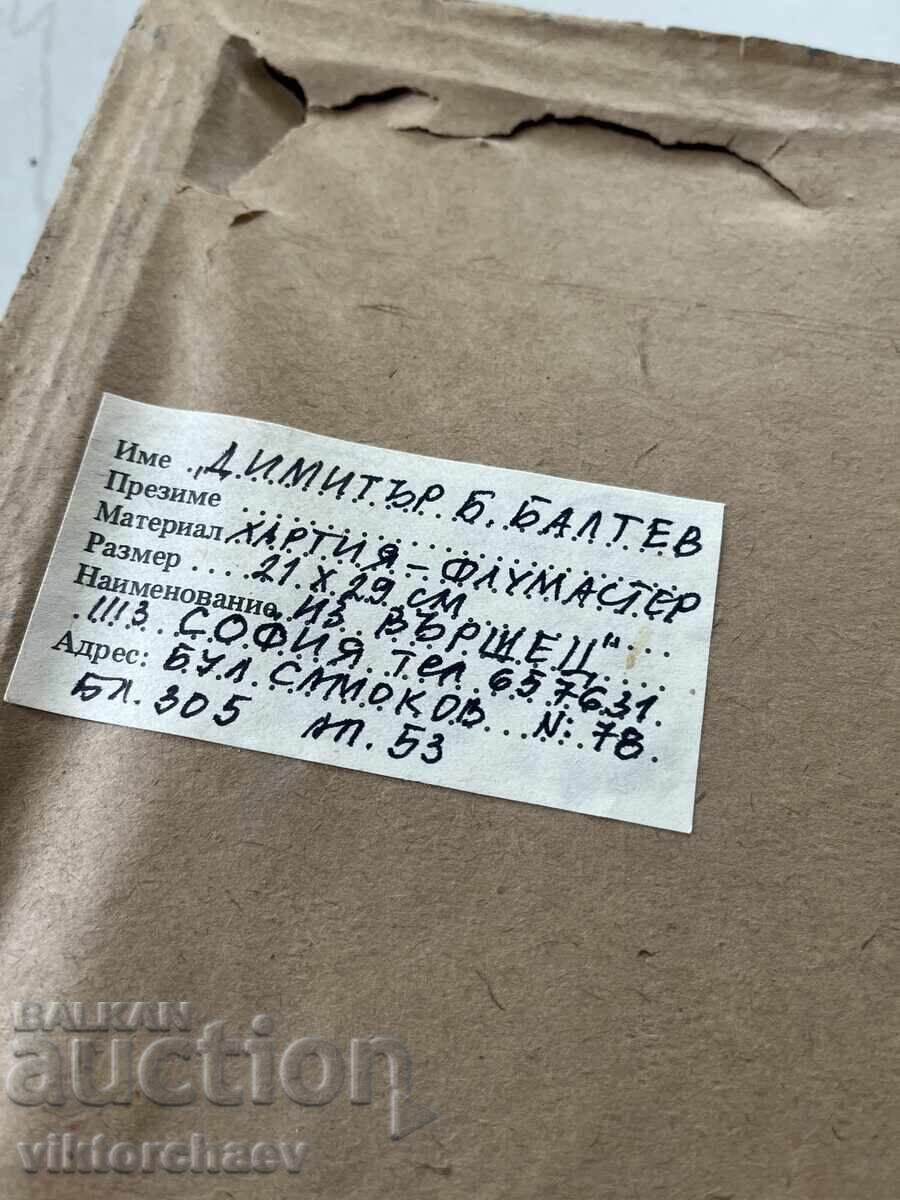 Име „ДИМИТЪР Б. БАЛТЕВ
Презиме
Материал ХАРТИЯ – ФЛУМАСТЕР
Размер 21 X 29 СМ
Наименование „ИЗ ВЪРШЕЦ"
1113 СОФИЯ ТЕЛ 657631
Адрес: БУЛ. САМОКОВ N: 78
БЛ. 305 АП. 53
BALKAN
auction
viktorchaev